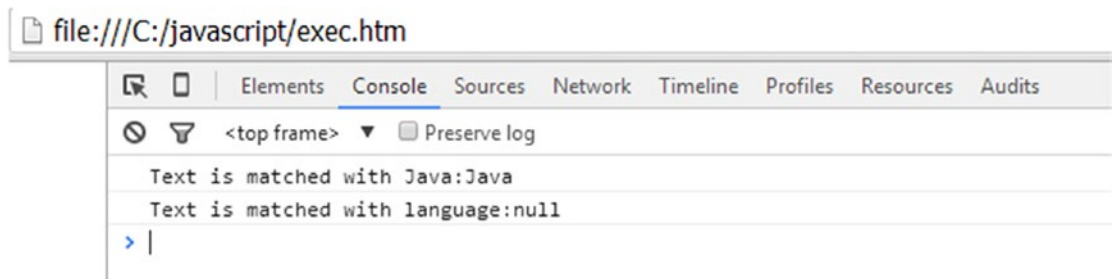 file:///C:/javascript/exec.htm
Elements Console Sources Network Timeline Profiles Resources Audits
<top frame> ▼ Preserve log
Text is matched with Java:Java
Text is matched with language:null
>